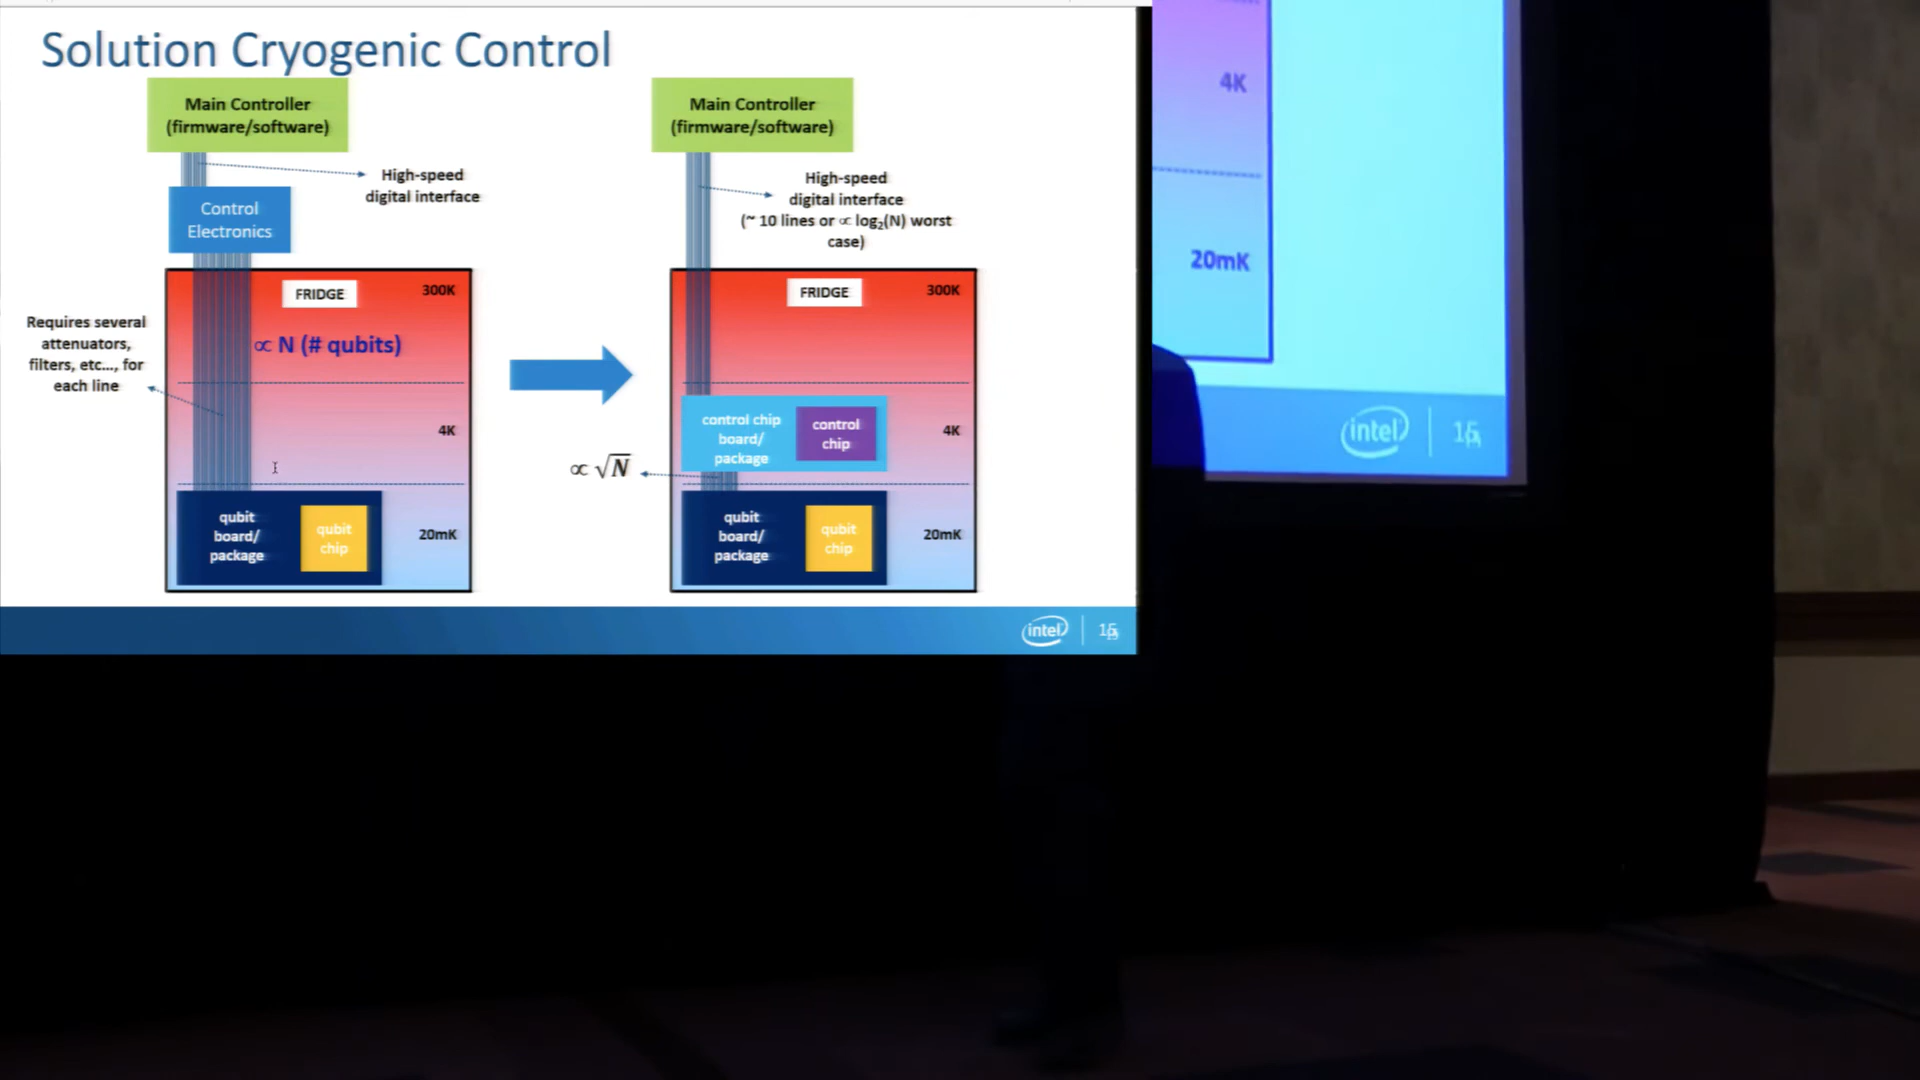 Solution Cryogenic Control
Main Controller
(firmware/software)
High-speed
digital interface
Control
Electronics
Requires several
attenuators,
filters, etc..., for
each line
FRIDGE
300K
∝ N (# qubits)
4K
qubit
board/
package
qubit
chip
20mK
Main Controller
(firmware/software)
High-speed
digital interface
(~ 10 lines or ∝ log₂(N) worst
case)
FRIDGE
300K
control chip
board/
package
control
chip
4K
∝ √N
qubit
board/
package
qubit
chip
20mK
intel
4K
20mK
intel